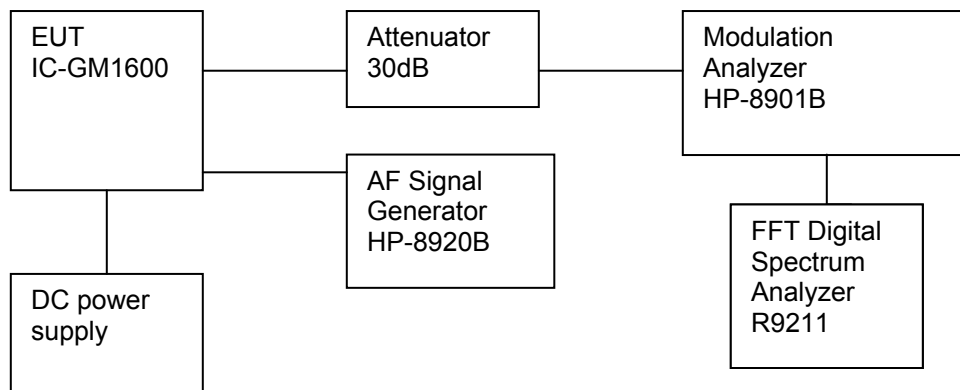 EUT
IC-GM1600
Attenuator
30dB
Modulation
Analyzer
HP-8901B
AF Signal
Generator
HP-8920B
FFT Digital
Spectrum
Analyzer
R9211
DC power
supply